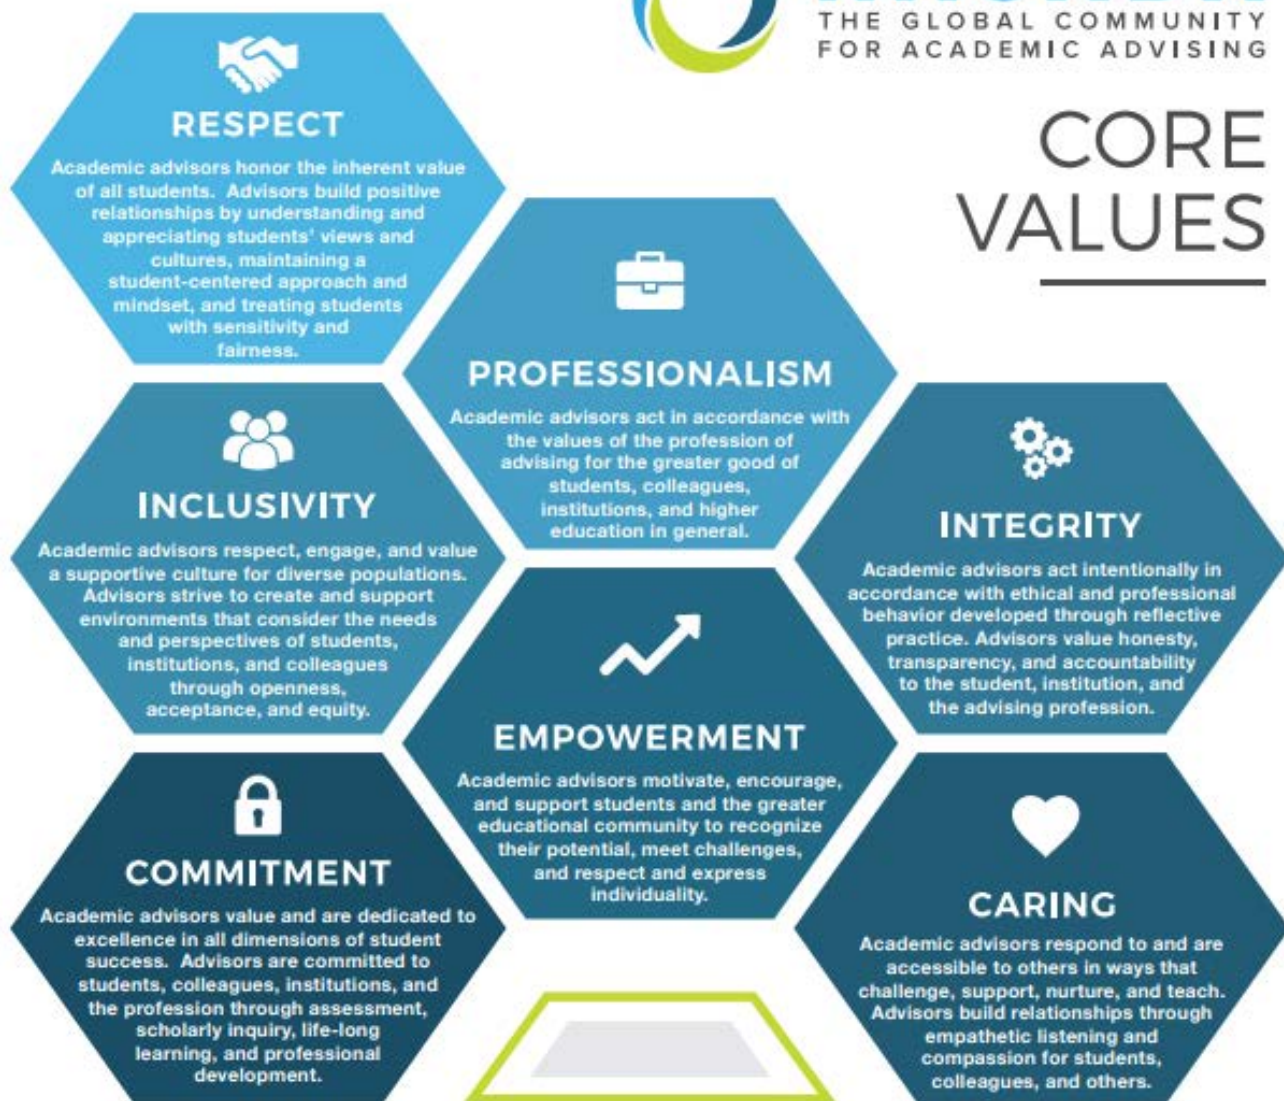 THE GLOBAL COMMUNITY
FOR ACADEMIC ADVISING
CORE
VALUES
RESPECT
Academic advisors honor the inherent value
of all students. Advisors build positive
relationships by understanding and
appreciating students' views and
cultures, maintaining a
student-centered approach and
mindset, and treating students
with sensitivity and
fairness.
PROFESSIONALISM
Academic advisors act in accordance with
the values of the profession of
advising for the greater good of
students, colleagues,
institutions, and higher
education in general.
INCLUSIVITY
Academic advisors respect, engage, and value
a supportive culture for diverse populations.
Advisors strive to create and support
environments that consider the needs
and perspectives of students,
institutions, and colleagues
through openness,
acceptance, and equity.
INTEGRITY
Academic advisors act intentionally in
accordance with ethical and professional
behavior developed through reflective
practice. Advisors value honesty,
transparency, and accountability
to the student, institution, and
the advising profession.
EMPOWERMENT
Academic advisors motivate, encourage,
and support students and the greater
educational community to recognize
their potential, meet challenges,
and respect and express
individuality.
COMMITMENT
Academic advisors value and are dedicated to
excellence in all dimensions of student
success. Advisors are committed to
students, colleagues, institutions, and
the profession through assessment,
scholarly inquiry, life-long
learning, and professional
development.
CARING
Academic advisors respond to and are
accessible to others in ways that
challenge, support, nurture, and teach.
Advisors build relationships through
empathetic listening and
compassion for students,
colleagues, and others.